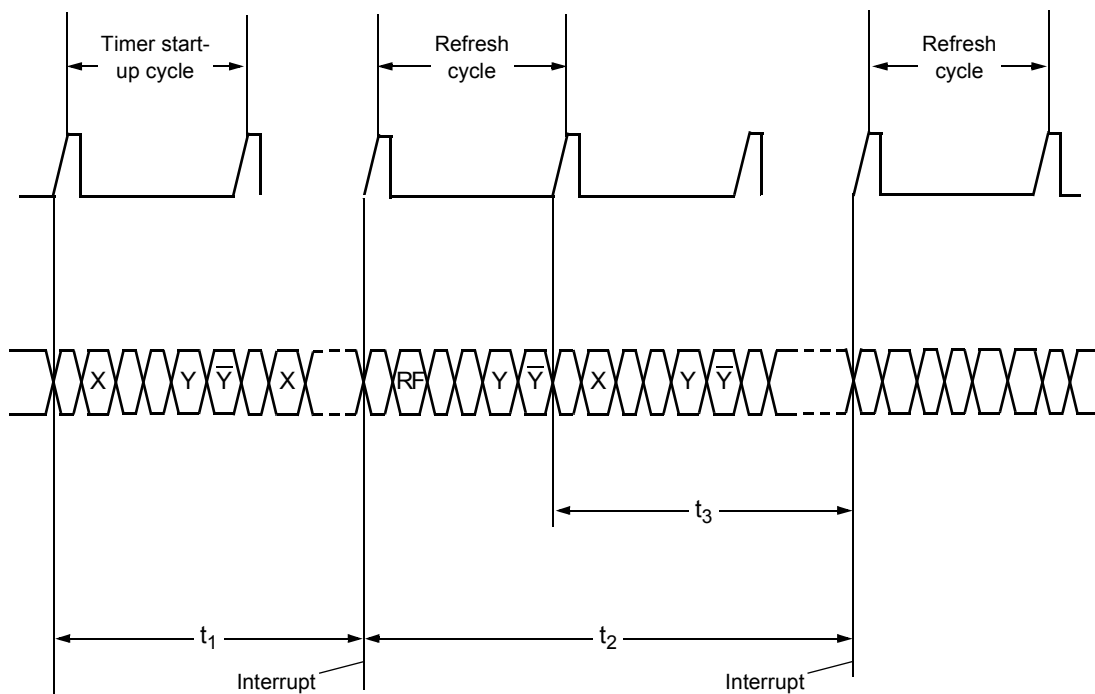 Timer start-
up cycle
Refresh
cycle
Refresh
cycle
X Y Y̅ X RF Y Y̅ X Y Y̅
t₃
t₁ t₂
Interrupt Interrupt